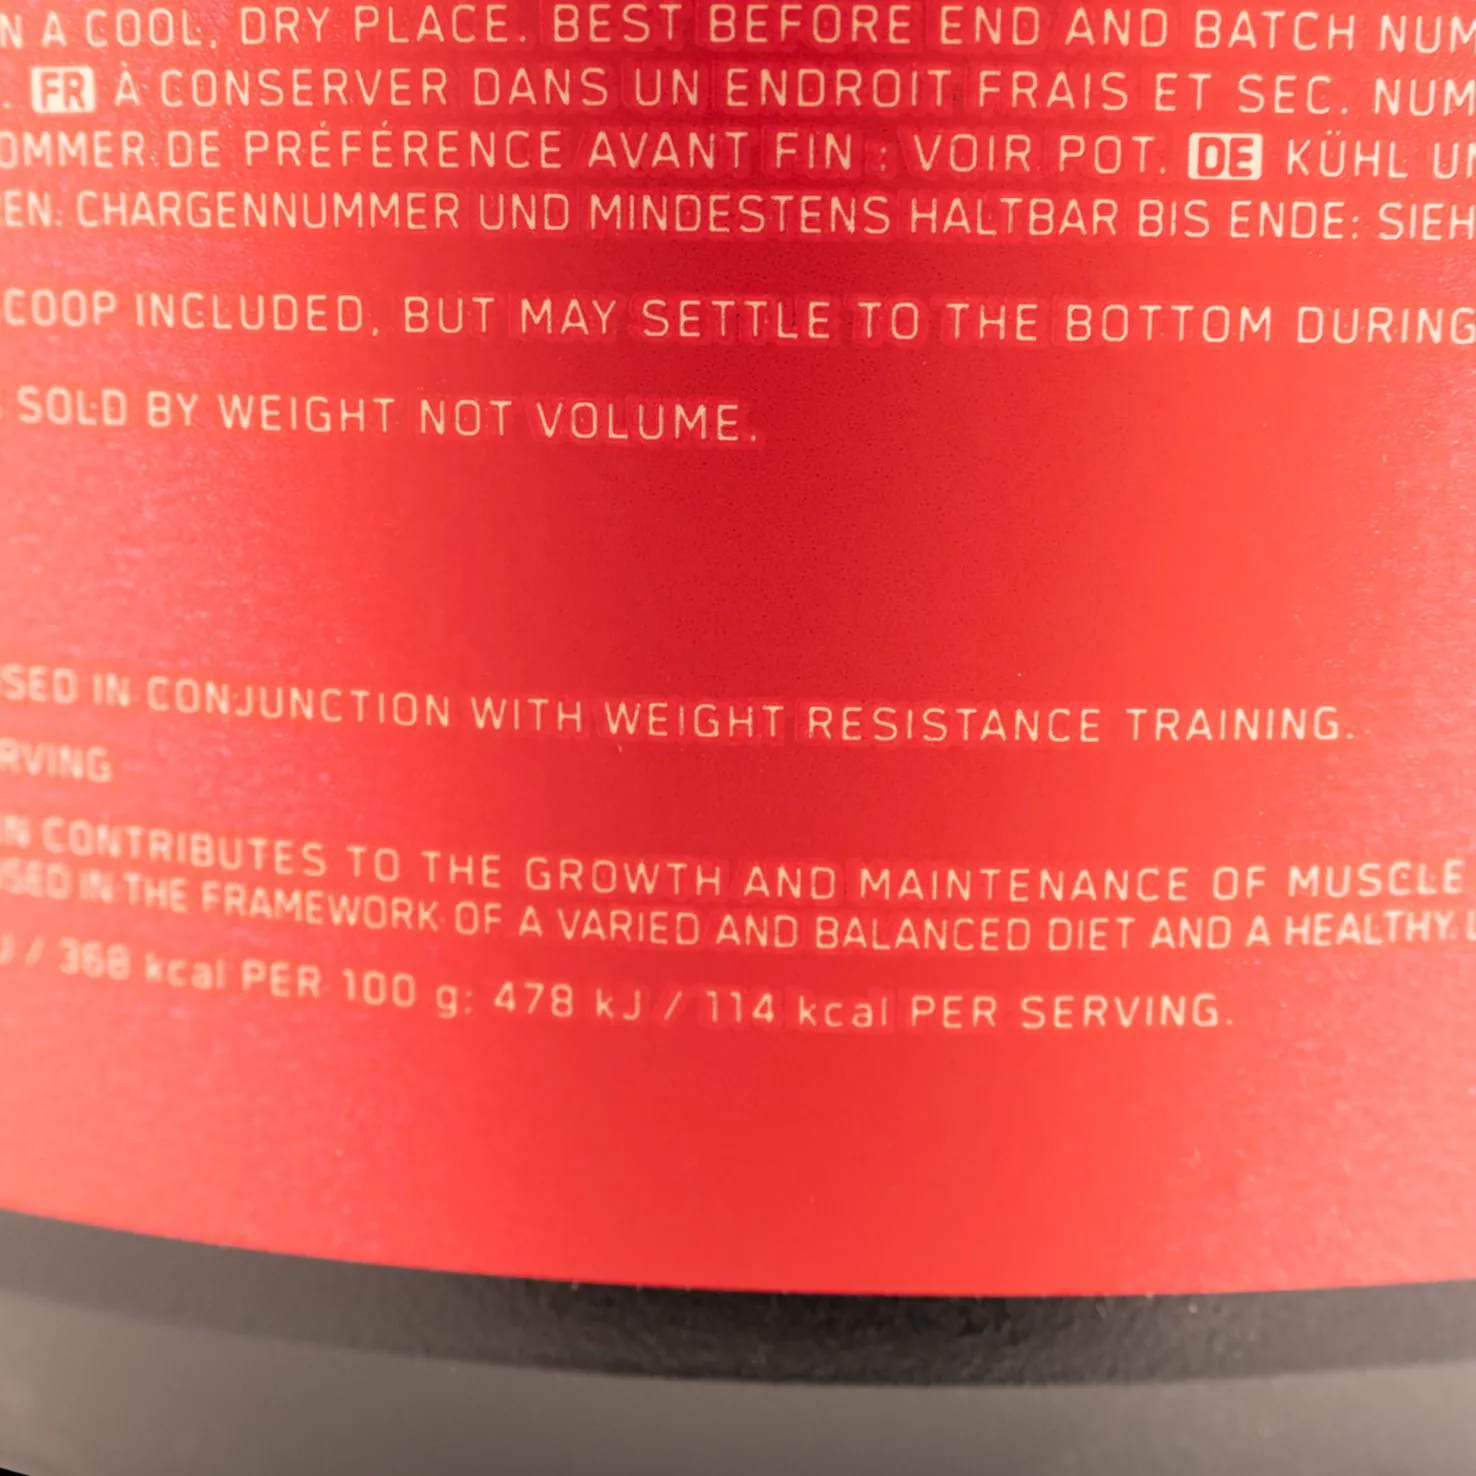 N A COOL, DRY PLACE. BEST BEFORE END AND BATCH NUM
. FR À CONSERVER DANS UN ENDROIT FRAIS ET SEC. NUM
OMMER DE PRÉFÉRENCE AVANT FIN : VOIR POT. DE KÜHL UN
EN. CHARGENNUMMER UND MINDESTENS HALTBAR BIS ENDE: SIEH
COOP INCLUDED, BUT MAY SETTLE TO THE BOTTOM DURING
SOLD BY WEIGHT NOT VOLUME.
SED IN CONJUNCTION WITH WEIGHT RESISTANCE TRAINING.
RVING
IN CONTRIBUTES TO THE GROWTH AND MAINTENANCE OF MUSCLE
SED IN THE FRAMEWORK OF A VARIED AND BALANCED DIET AND A HEALTHY L
J / 368 kcal PER 100 g; 478 kJ / 114 kcal PER SERVING.